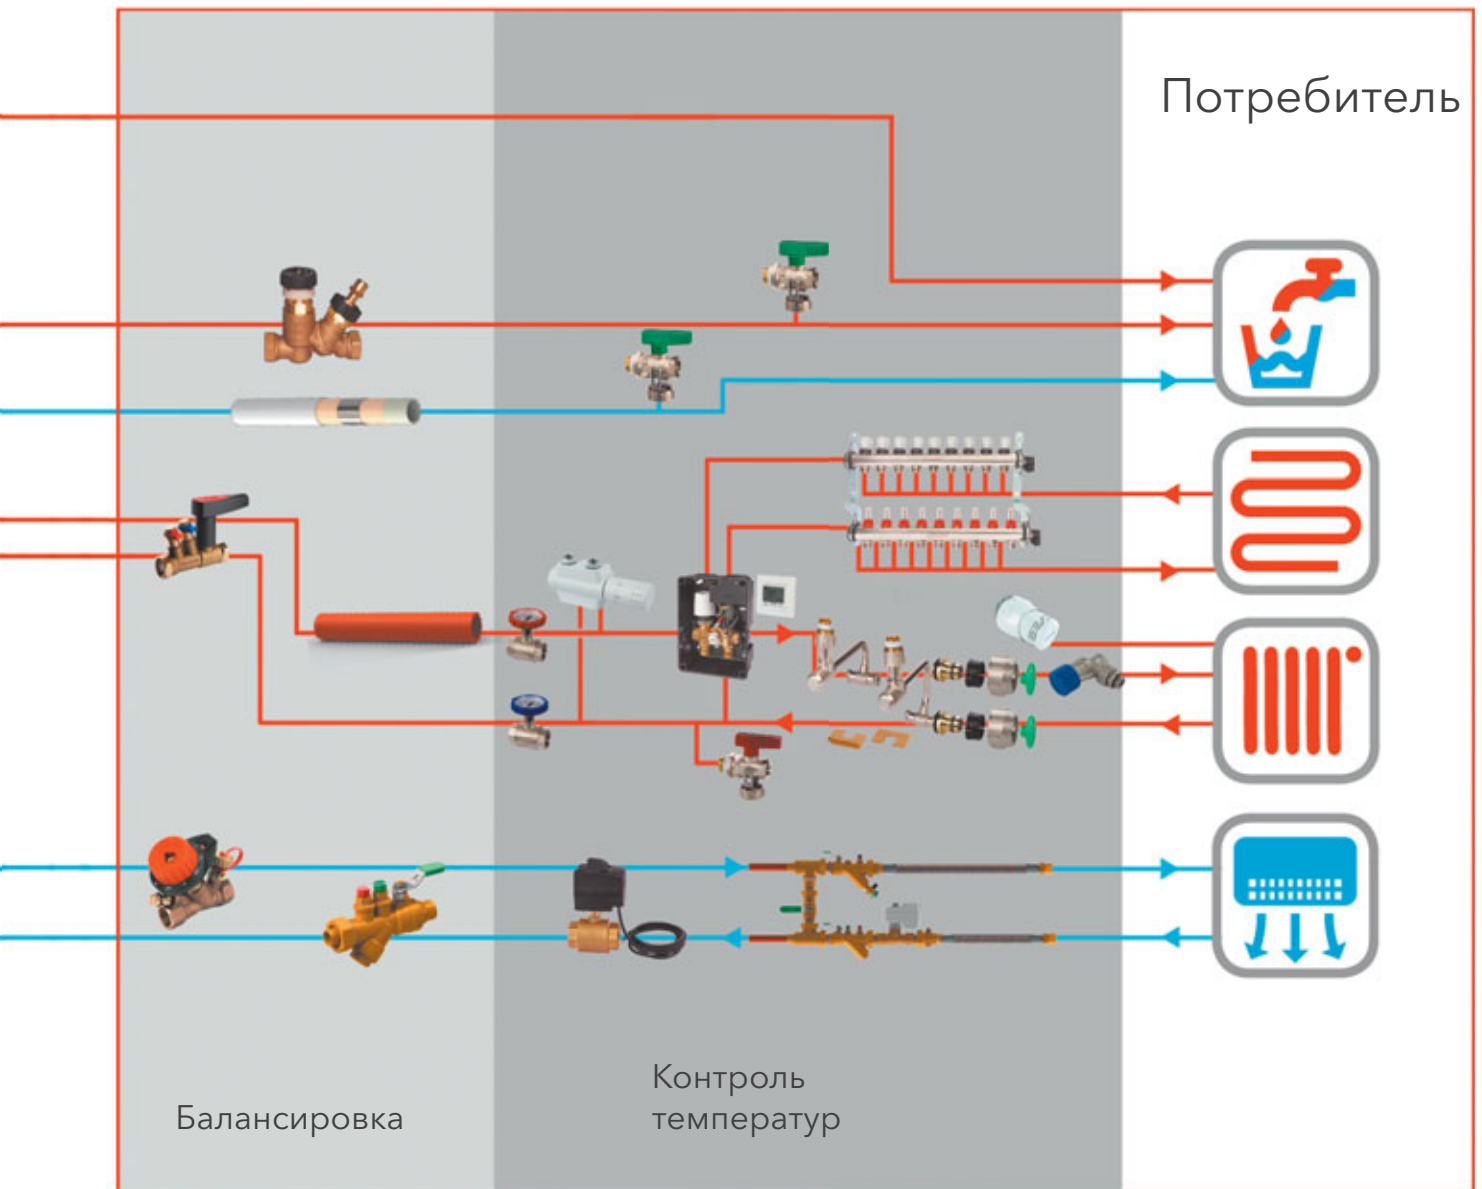 Потребитель
Контроль
температур
Балансировка